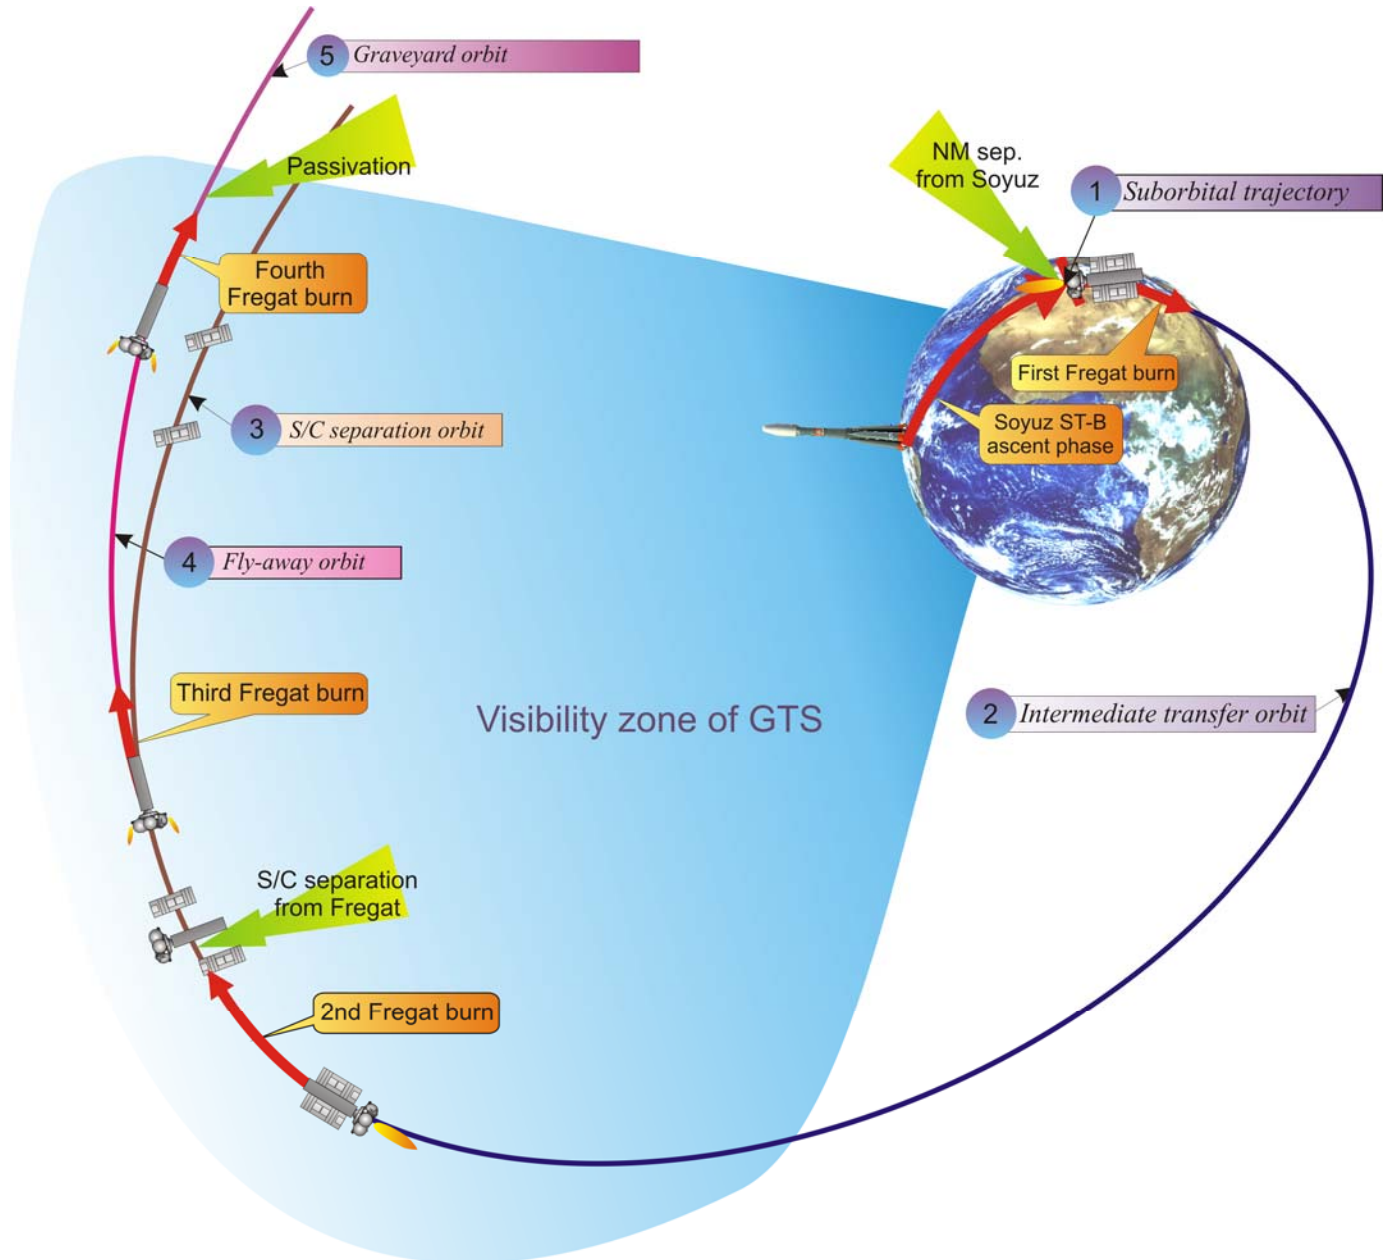 5 Graveyard orbit
Passivation
NM sep.
from Soyuz
1 Suborbital trajectory
Fourth
Fregat burn
First Fregat burn
Soyuz ST-B
ascent phase
3 S/C separation orbit
4 Fly-away orbit
Third Fregat burn
Visibility zone of GTS
2 Intermediate transfer orbit
S/C separation
from Fregat
2nd Fregat burn